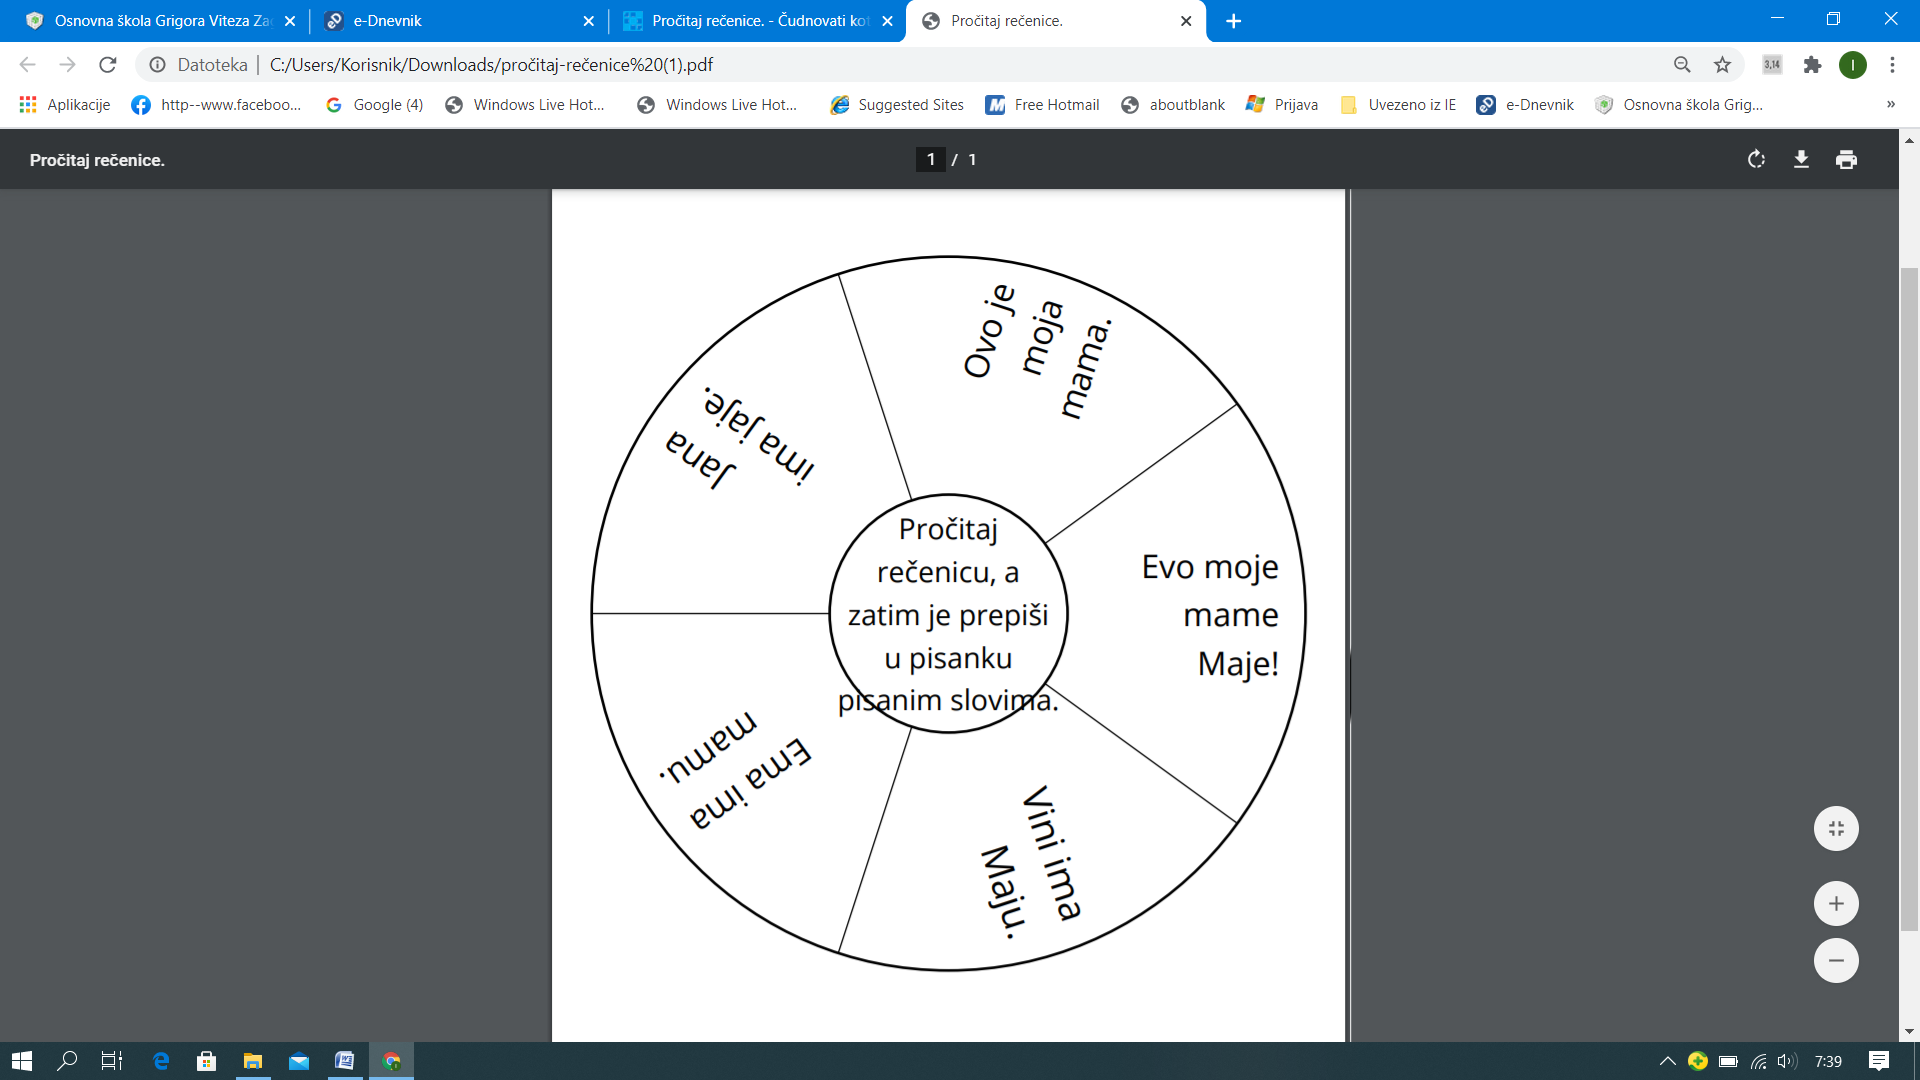 Osnovna škola Grigora Viteza Za
e-Dnevnik
Pročitaj rečenice. - Čudnovati kot
Pročitaj rečenice.
Datoteka
C:/Users/Korisnik/Downloads/pročitaj-rečenice%20(1).pdf
3,14
I
Aplikacije
http--www.faceboo...
Google (4)
Windows Live Hot...
Windows Live Hot...
Suggested Sites
Free Hotmail
aboutblank
Prijava
Uvezeno iz IE
e-Dnevnik
Osnovna škola Grig...
»
Pročitaj rečenice.
1 / 1
Ovo je
moja
mama.
Jana
ima jaje.
Pročitaj
rečenicu, a
zatim je prepiši
u pisanku
pisanim slovima.
Evo moje
mame
Maje!
Ema ima
mamu.
Vini ima
Maju.
7:39